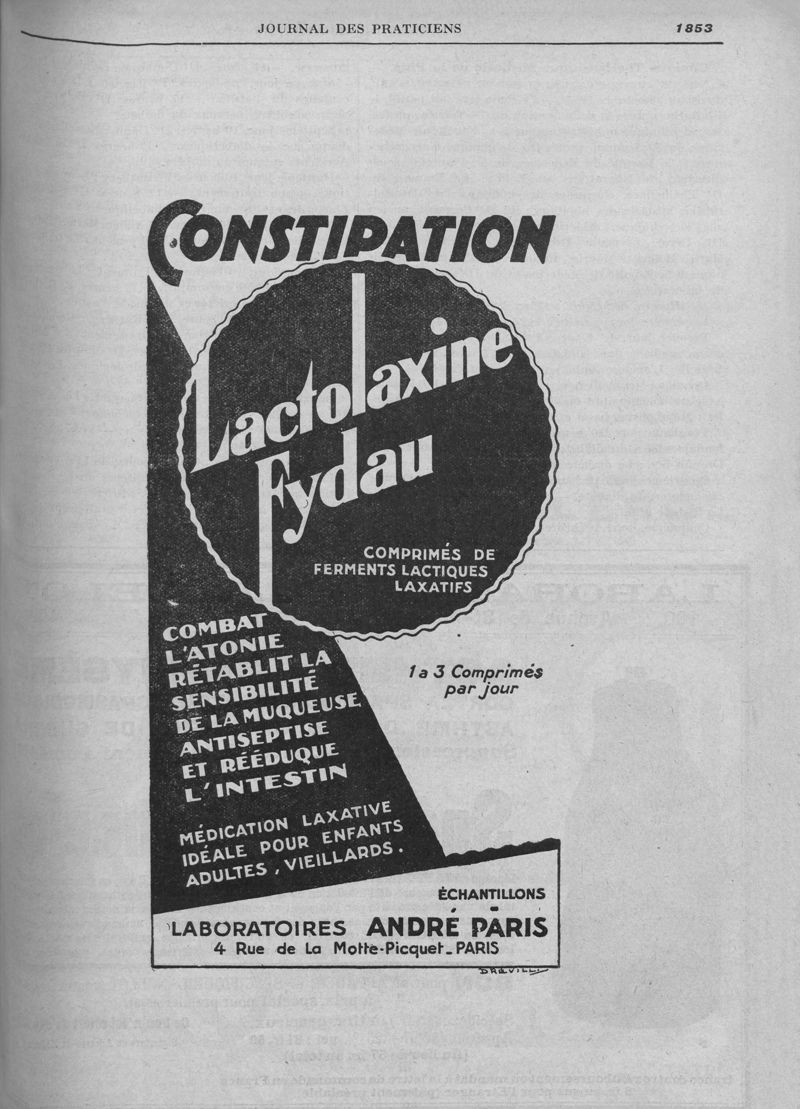 JOURNAL DES PRATICIENS
1853
CONSTIPATION
Lactolaxine
Fydau
COMPRIMÉS DE
FERMENTS LACTIQUES
LAXATIFS
COMBAT
L'ATONIE
RÉTABLIT LA
SENSIBILITÉ
DE LA MUQUEUSE
ANTISEPTISE
ET RÉÉDUQUE
L'INTESTIN
1 a 3 Comprimés
par jour
MÉDICATION LAXATIVE
IDÉALE POUR ENFANTS
ADULTES, VIEILLARDS.
ÉCHANTILLONS
LABORATOIRES ANDRÉ PARIS
4 Rue de La Motte-Picquet_PARIS